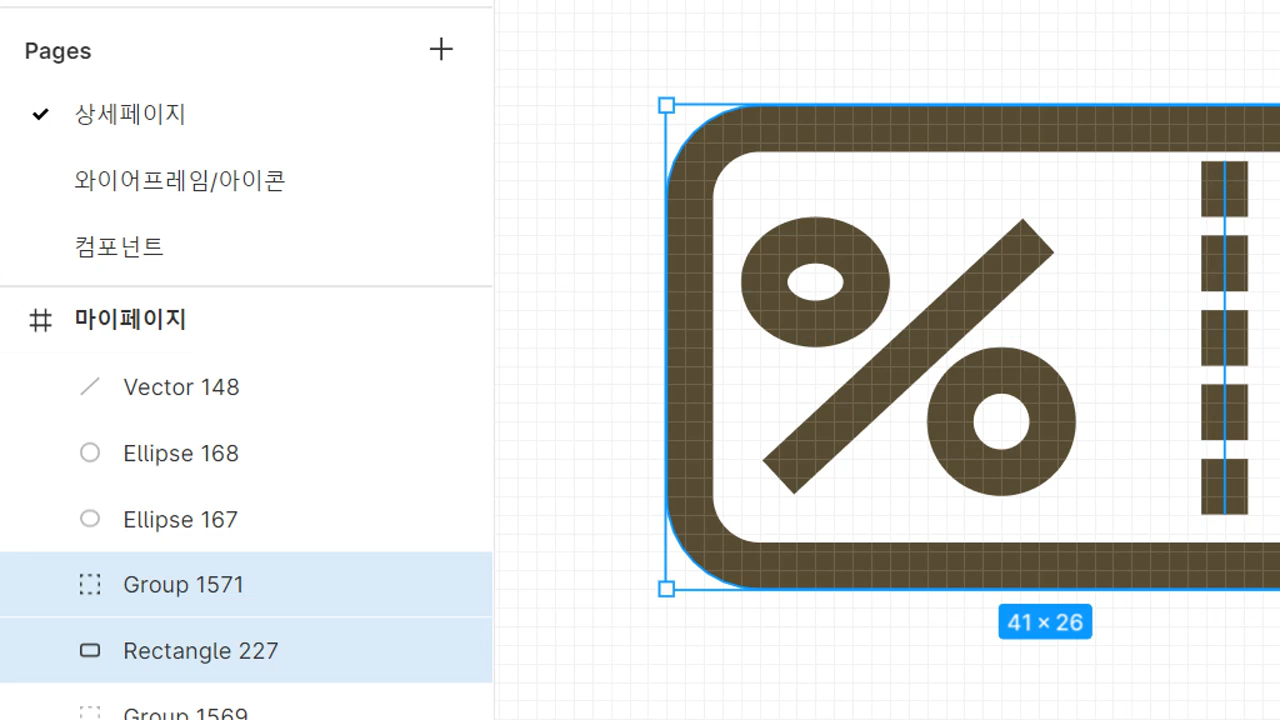 Pages
상세페이지
와이어프레임/아이콘
컴포넌트
마이페이지
Vector 148
Ellipse 168
Ellipse 167
Group 1571
Rectangle 227
Group 1569
%
41 × 26